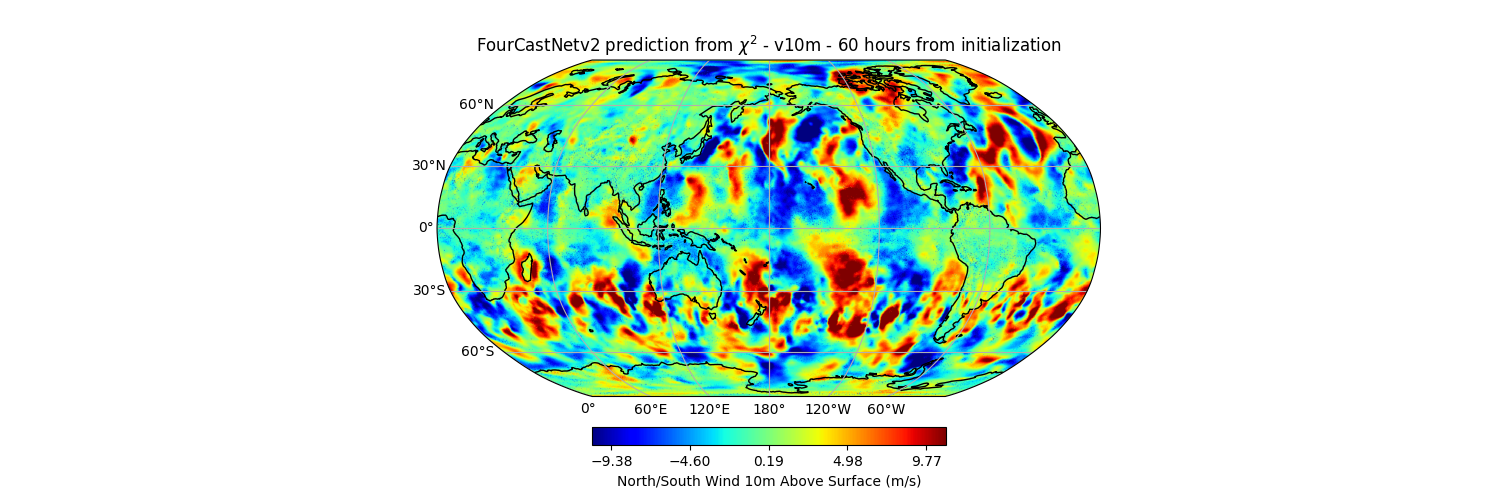 FourCastNetv2 prediction from χ² - v10m - 60 hours from initialization
60°N
30°N
0°
30°S
60°S
0° 60°E 120°E 180° 120°W 60°W
−9.38 −4.60 0.19 4.98 9.77
North/South Wind 10m Above Surface (m/s)